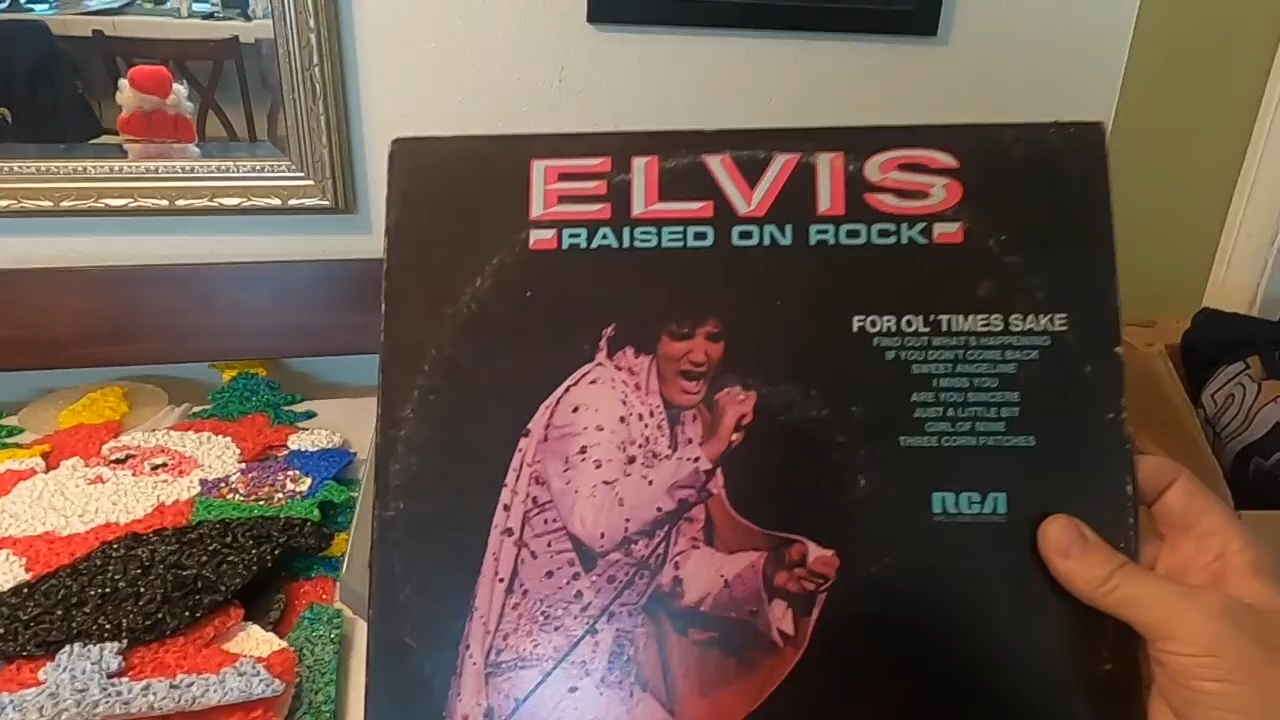 ELVIS
RAISED ON ROCK
FOR OL' TIMES SAKE
FIND OUT WHAT'S HAPPENING
IF YOU DON'T COME BACK
SWEET ANGELINE
I MISS YOU
ARE YOU SINCERE
JUST A LITTLE BIT
GIRL OF MINE
THREE CORN PATCHES
RCA